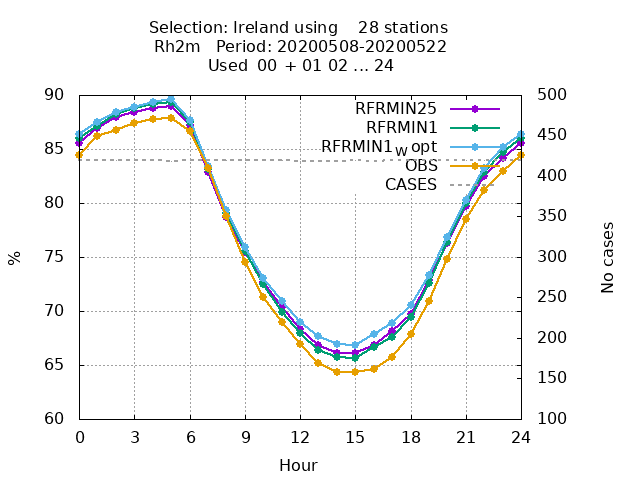 Selection: Ireland using    28 stations
Rh2m   Period: 20200508-20200522
Used  00 + 01 02 ... 24
RFRMIN25
RFRMIN1
RFRMIN1_W opt
OBS
CASES
90
85
80
75
70
65
60
500
450
400
350
300
250
200
150
100
%
No cases
0 3 6 9 12 15 18 21 24
Hour